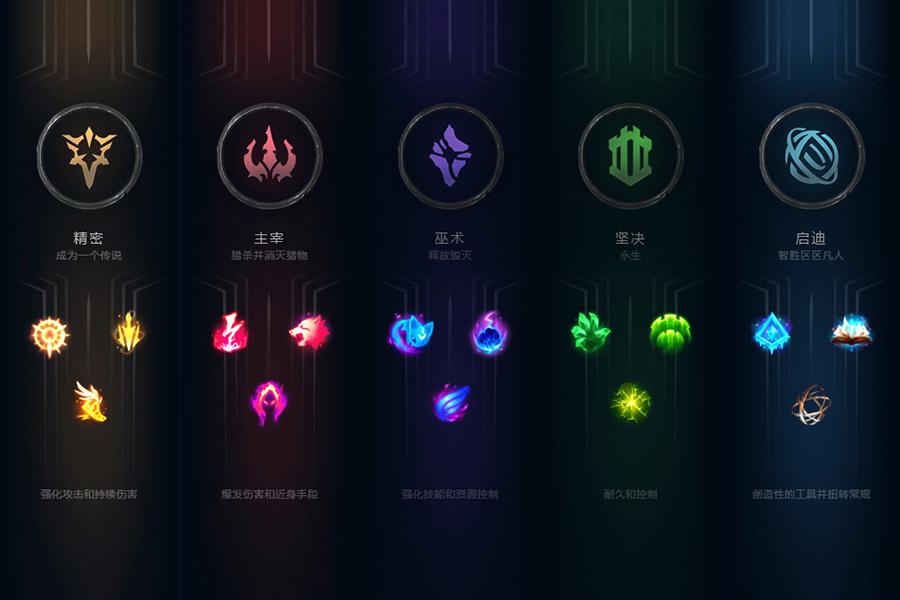 精密
成为一个传说
强化攻击和持续伤害
主宰
猎杀并消灭猎物
爆发伤害和近身手段
巫术
释放毁灭
强化技能和资源控制
坚决
永生
耐久和控制
启迪
智胜区区凡人
创造性的工具并扭转常规